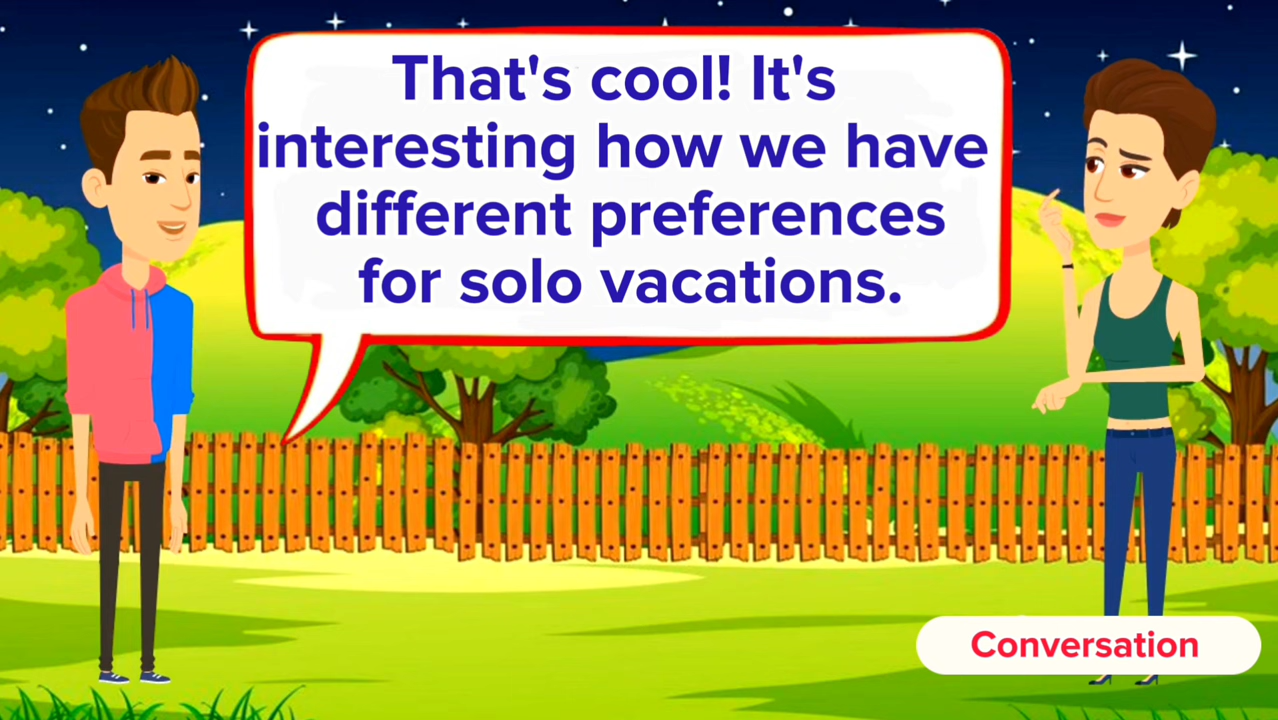 That's cool! It's
interesting how we have
different preferences
for solo vacations.
Conversation